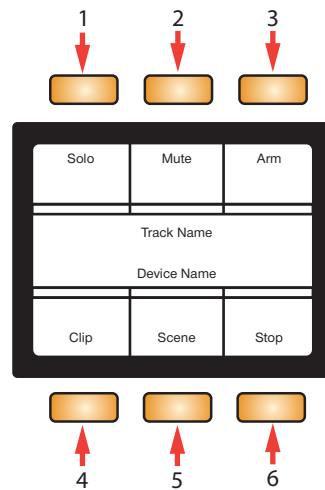 1 2 3
Solo Mute Arm
Track Name
Device Name
Clip Scene Stop
4 5 6